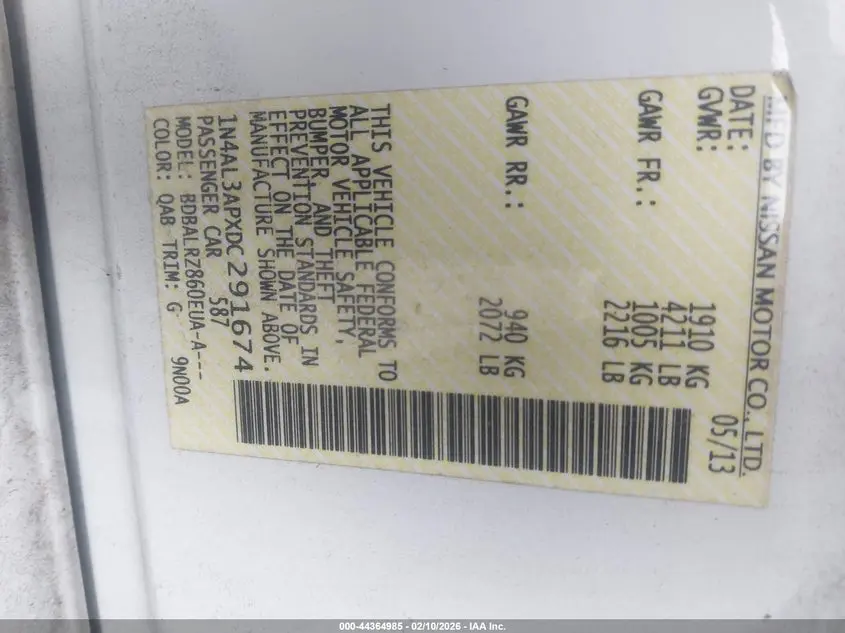 MFD BY NISSAN MOTOR CO., LTD.
DATE: 05/13
GVWR: 1910 KG
4211 LB
GAWR FR.: 1005 KG
2216 LB
GAWR RR.: 940 KG
2072 LB
THIS VEHICLE CONFORMS TO
ALL APPLICABLE FEDERAL
MOTOR VEHICLE SAFETY,
BUMPER, AND THEFT
PREVENTION STANDARDS IN
EFFECT ON THE DATE OF
MANUFACTURE SHOWN ABOVE.
1N4AL3APXDC291674
PASSENGER CAR 587
MODEL: BDBALRZ860EUA-A---
COLOR: QAB TRIM: G 9N00A
000-44364985 - 02/10/2026 - IAA Inc.